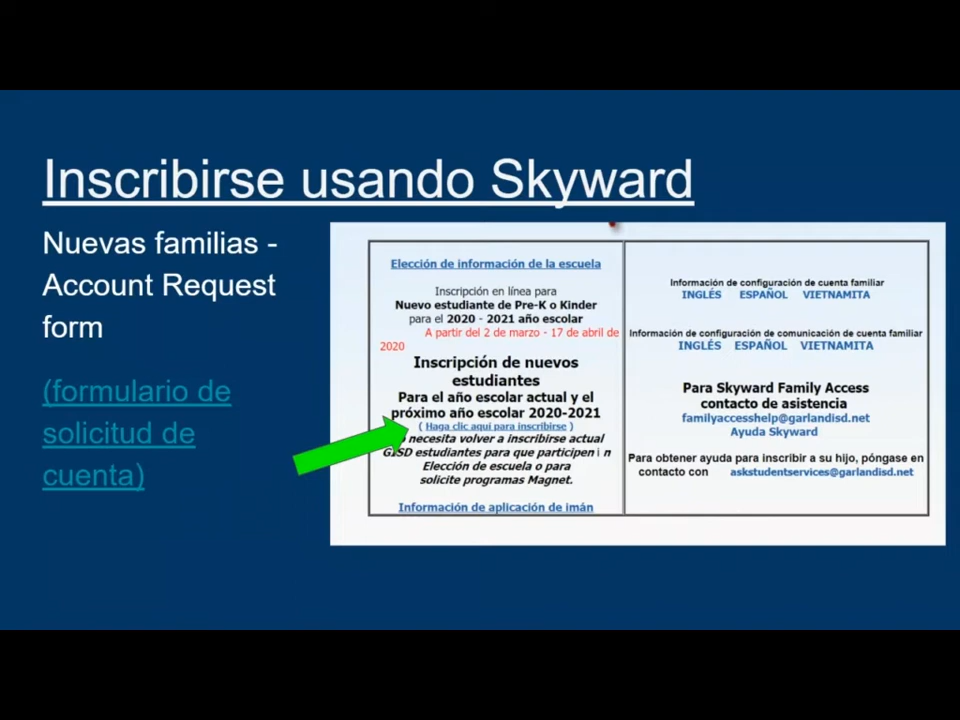 Inscribirse usando Skyward
Nuevas familias -
Account Request
form
(formulario de
solicitud de
cuenta)
Elección de información de la escuela
Inscripción en línea para
Nuevo estudiante de Pre-K o Kinder
para el 2020 - 2021 año escolar
A partir del 2 de marzo - 17 de abril de
2020
Inscripción de nuevos
estudiantes
Para el año escolar actual y el
próximo año escolar 2020-2021
( Haga clic aquí para inscribirse )
necesita volver a inscribirse actual
GISD estudiantes para que participen n
Elección de escuela o para
solicite programas Magnet.
Información de aplicación de imán
Información de configuración de cuenta familiar
INGLÉS ESPAÑOL VIETNAMITA
Información de configuración de comunicación de cuenta familiar
INGLÉS ESPAÑOL VIETNAMITA
Para Skyward Family Access
contacto de asistencia
familyaccesshelp@garlandisd.net
Ayuda Skyward
Para obtener ayuda para inscribir a su hijo, póngase en
contacto con askstudentservices@garlandisd.net